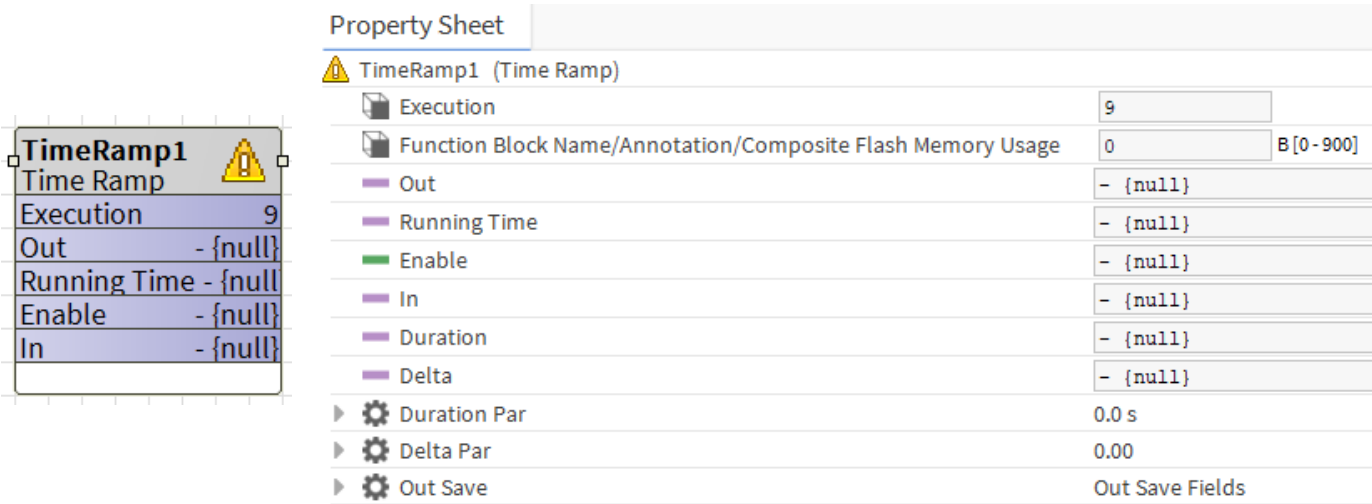 TimeRamp1
Time Ramp
Execution 9
Out - {null}
Running Time - {null
Enable - {null}
In - {null}
Property Sheet
TimeRamp1 (Time Ramp)
Execution 9
Function Block Name/Annotation/Composite Flash Memory Usage 0 B [0 - 900]
Out - {null}
Running Time - {null}
Enable - {null}
In - {null}
Duration - {null}
Delta - {null}
Duration Par 0.0 s
Delta Par 0.00
Out Save Out Save Fields